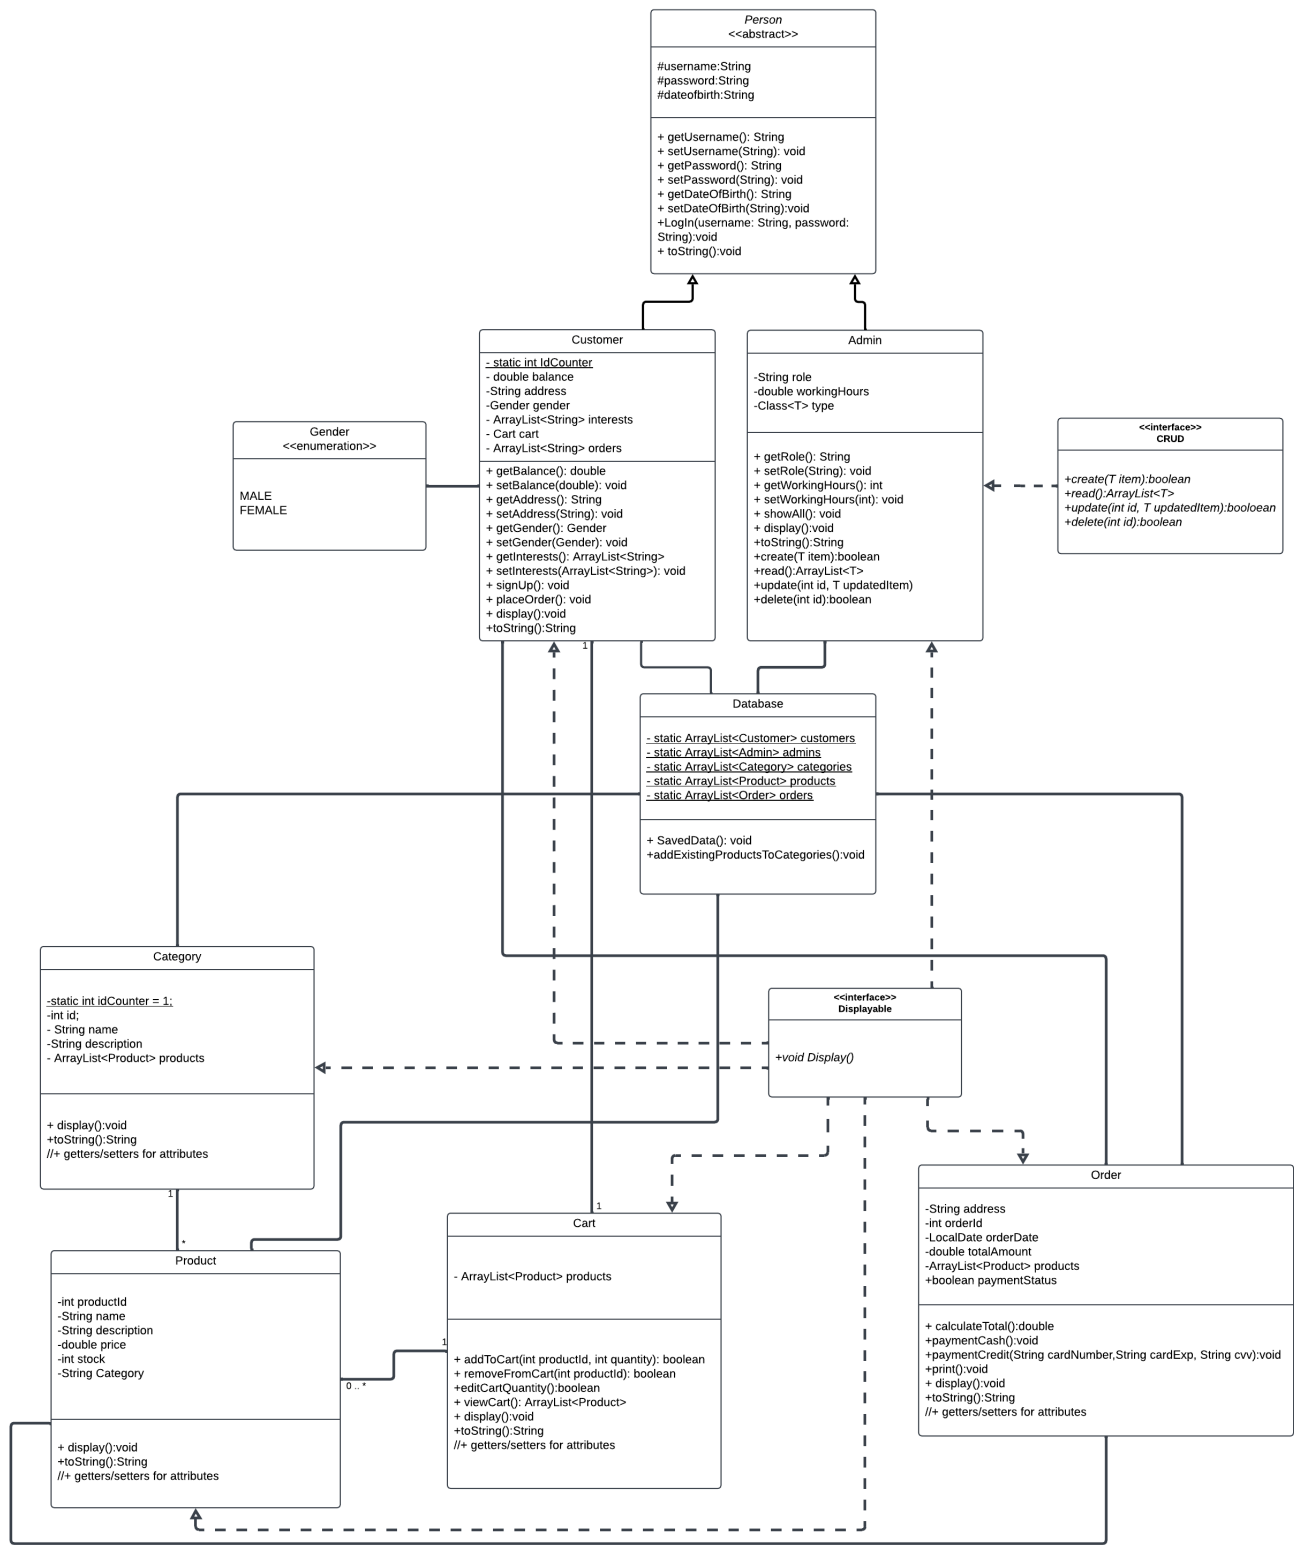 Person
<<abstract>>
#username:String
#password:String
#dateofbirth:String
+ getUsername(): String
+ setUsername(String): void
+ getPassword(): String
+ setPassword(String): void
+ getDateOfBirth(): String
+ setDateOfBirth(String):void
+LogIn(username: String, password:
String):void
+ toString():void
Customer
- static int IdCounter
- double balance
-String address
-Gender gender
- ArrayList<String> interests
- Cart cart
- ArrayList<String> orders
+ getBalance(): double
+ setBalance(double): void
+ getAddress(): String
+ setAddress(String): void
+ getGender(): Gender
+ setGender(Gender): void
+ getInterests(): ArrayList<String>
+ setInterests(ArrayList<String>): void
+ signUp(): void
+ placeOrder(): void
+ display():void
+toString():String
Admin
-String role
-double workingHours
-Class<T> type
+ getRole(): String
+ setRole(String): void
+ getWorkingHours(): int
+ setWorkingHours(int): void
+ showAll(): void
+ display():void
+toString():String
+create(T item):boolean
+read():ArrayList<T>
+update(int id, T updatedItem)
+delete(int id):boolean
Gender
<<enumeration>>
MALE
FEMALE
<<interface>>
CRUD
+create(T item):boolean
+read():ArrayList<T>
+update(int id, T updatedItem):booloean
+delete(int id):boolean
1
Database
- static ArrayList<Customer> customers
- static ArrayList<Admin> admins
- static ArrayList<Category> categories
- static ArrayList<Product> products
- static ArrayList<Order> orders
+ SavedData(): void
+addExistingProductsToCategories():void
Category
-static int idCounter = 1;
-int id;
- String name
-String description
- ArrayList<Product> products
+ display():void
+toString():String
//+ getters/setters for attributes
<<interface>>
Displayable
+void Display()
1
*
1
Product
-int productId
-String name
-String description
-double price
-int stock
-String Category
+ display():void
+toString():String
//+ getters/setters for attributes
Cart
- ArrayList<Product> products
+ addToCart(int productId, int quantity): boolean
+ removeFromCart(int productId): boolean
+editCartQuantity():boolean
+ viewCart(): ArrayList<Product>
+ display():void
+toString():String
//+ getters/setters for attributes
1
0 .. *
Order
-String address
-int orderId
-LocalDate orderDate
-double totalAmount
-ArrayList<Product> products
+boolean paymentStatus
+ calculateTotal():double
+paymentCash():void
+paymentCredit(String cardNumber,String cardExp, String cvv):void
+print():void
+ display():void
+toString():String
//+ getters/setters for attributes